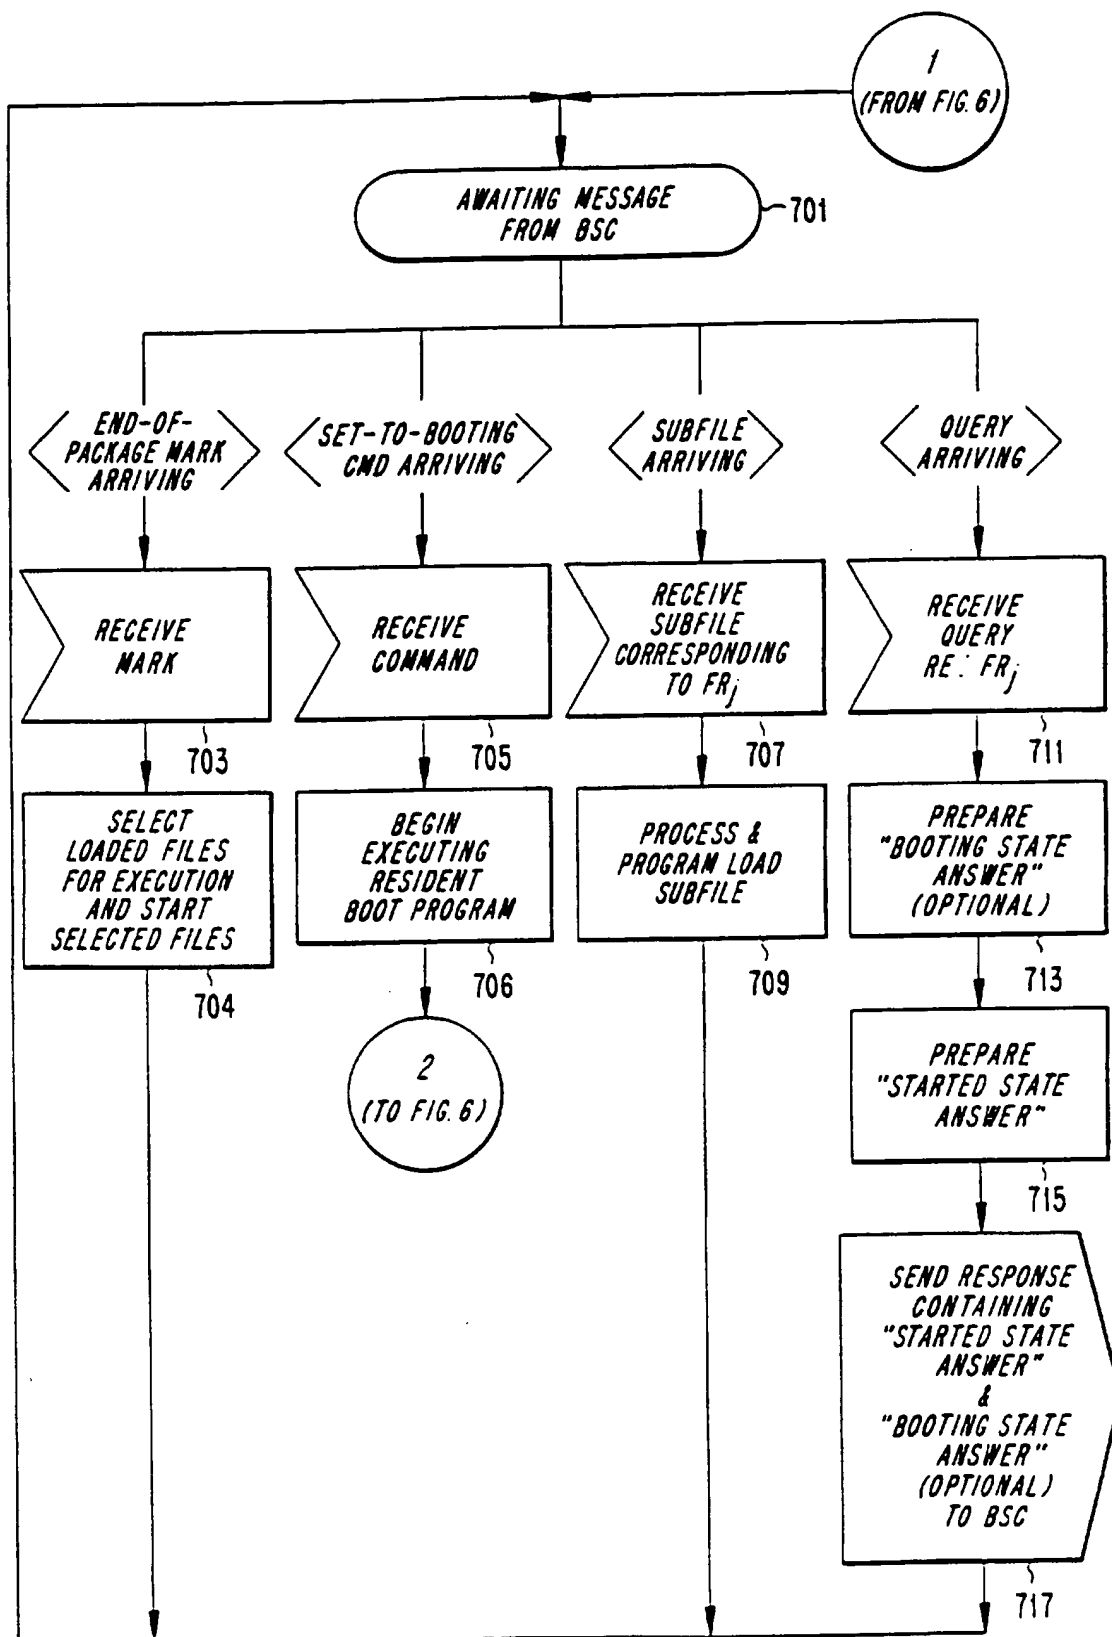 1
(FROM FIG. 6)
AWAITING MESSAGE
FROM BSC
701
END-OF-
PACKAGE MARK
ARRIVING
SET-TO-BOOTING
CMD ARRIVING
SUBFILE
ARRIVING
QUERY
ARRIVING
RECEIVE
MARK
703
RECEIVE
COMMAND
705
RECEIVE
SUBFILE
CORRESPONDING
TO FRj
707
RECEIVE
QUERY
RE: FRj
711
SELECT
LOADED FILES
FOR EXECUTION
AND START
SELECTED FILES
704
BEGIN
EXECUTING
RESIDENT
BOOT PROGRAM
706
PROCESS &
PROGRAM LOAD
SUBFILE
709
PREPARE
"BOOTING STATE
ANSWER"
(OPTIONAL)
713
2
(TO FIG. 6)
PREPARE
"STARTED STATE
ANSWER"
715
SEND RESPONSE
CONTAINING
"STARTED STATE
ANSWER"
&
"BOOTING STATE
ANSWER"
(OPTIONAL)
TO BSC
717